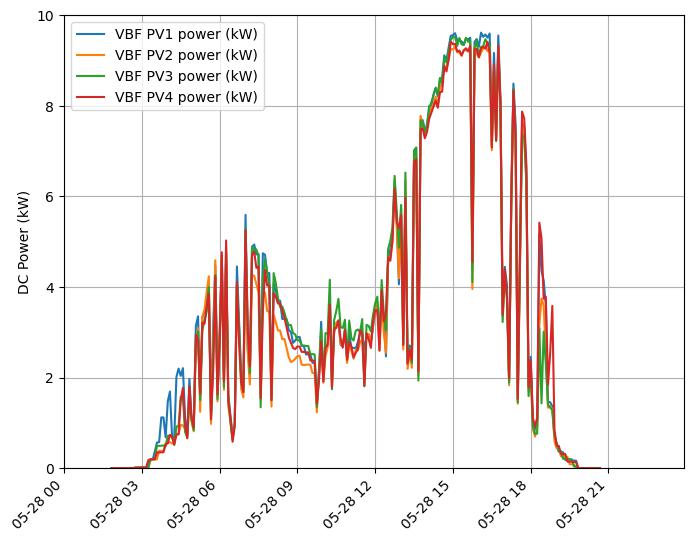 10
8
6
4
2
0
DC Power (kW)
VBF PV1 power (kW)
VBF PV2 power (kW)
VBF PV3 power (kW)
VBF PV4 power (kW)
05-28 00
05-28 03
05-28 06
05-28 09
05-28 12
05-28 15
05-28 18
05-28 21